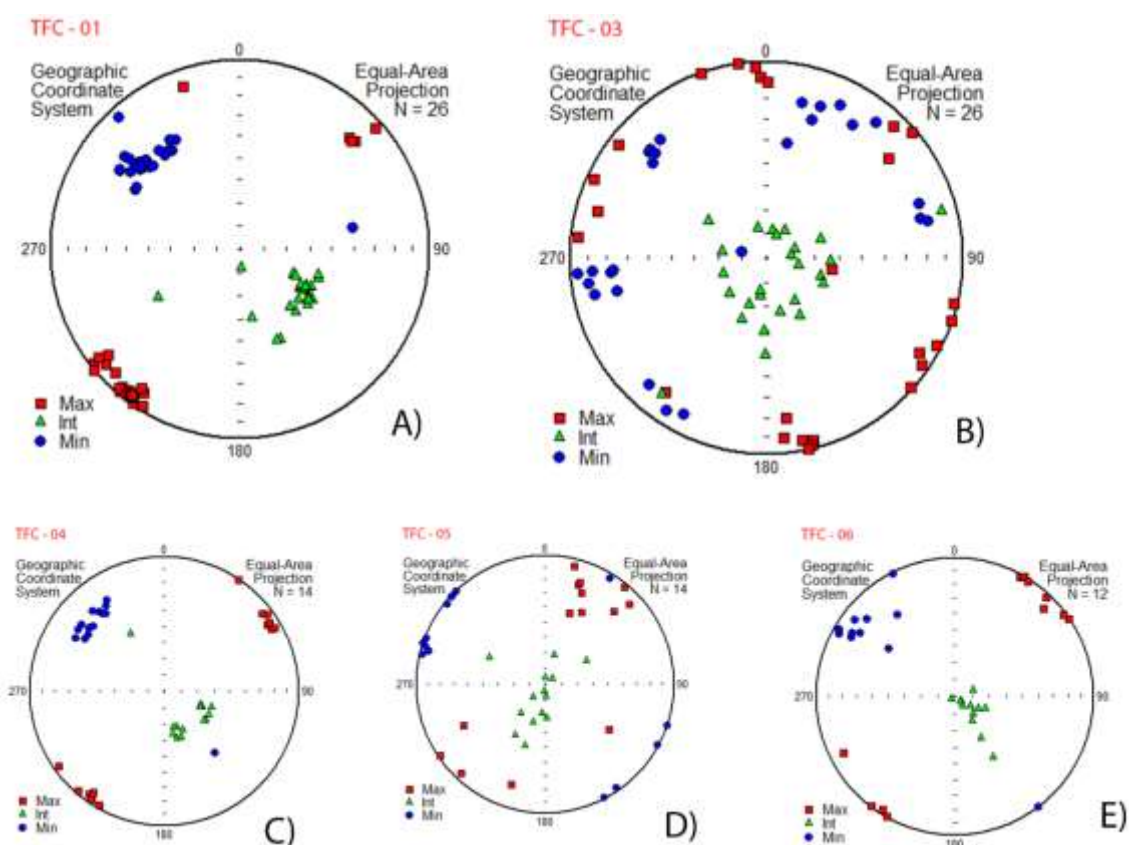 TFC - 01
0
Geographic
Coordinate
System
Equal-Area
Projection
N = 26
270
90
180
Max
Int
Min
A)
TFC - 03
0
Geographic
Coordinate
System
Equal-Area
Projection
N = 26
270
90
180
Max
Int
Min
B)
TFC - 04
0
Geographic
Coordinate
System
Equal-Area
Projection
N = 14
270
90
180
Max
Int
Min
C)
TFC - 05
0
Geographic
Coordinate
System
Equal-Area
Projection
N = 14
270
90
180
Max
Int
Min
D)
TFC - 06
0
Geographic
Coordinate
System
Equal-Area
Projection
N = 12
270
90
180
Max
Int
Min
E)